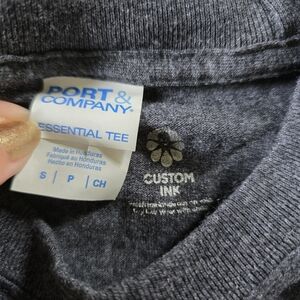 PORT &
COMPANY®
ESSENTIAL TEE
Made in Honduras
Fabriqué au Honduras
Hecho en Honduras
S | P | CH
CUSTOM
INK